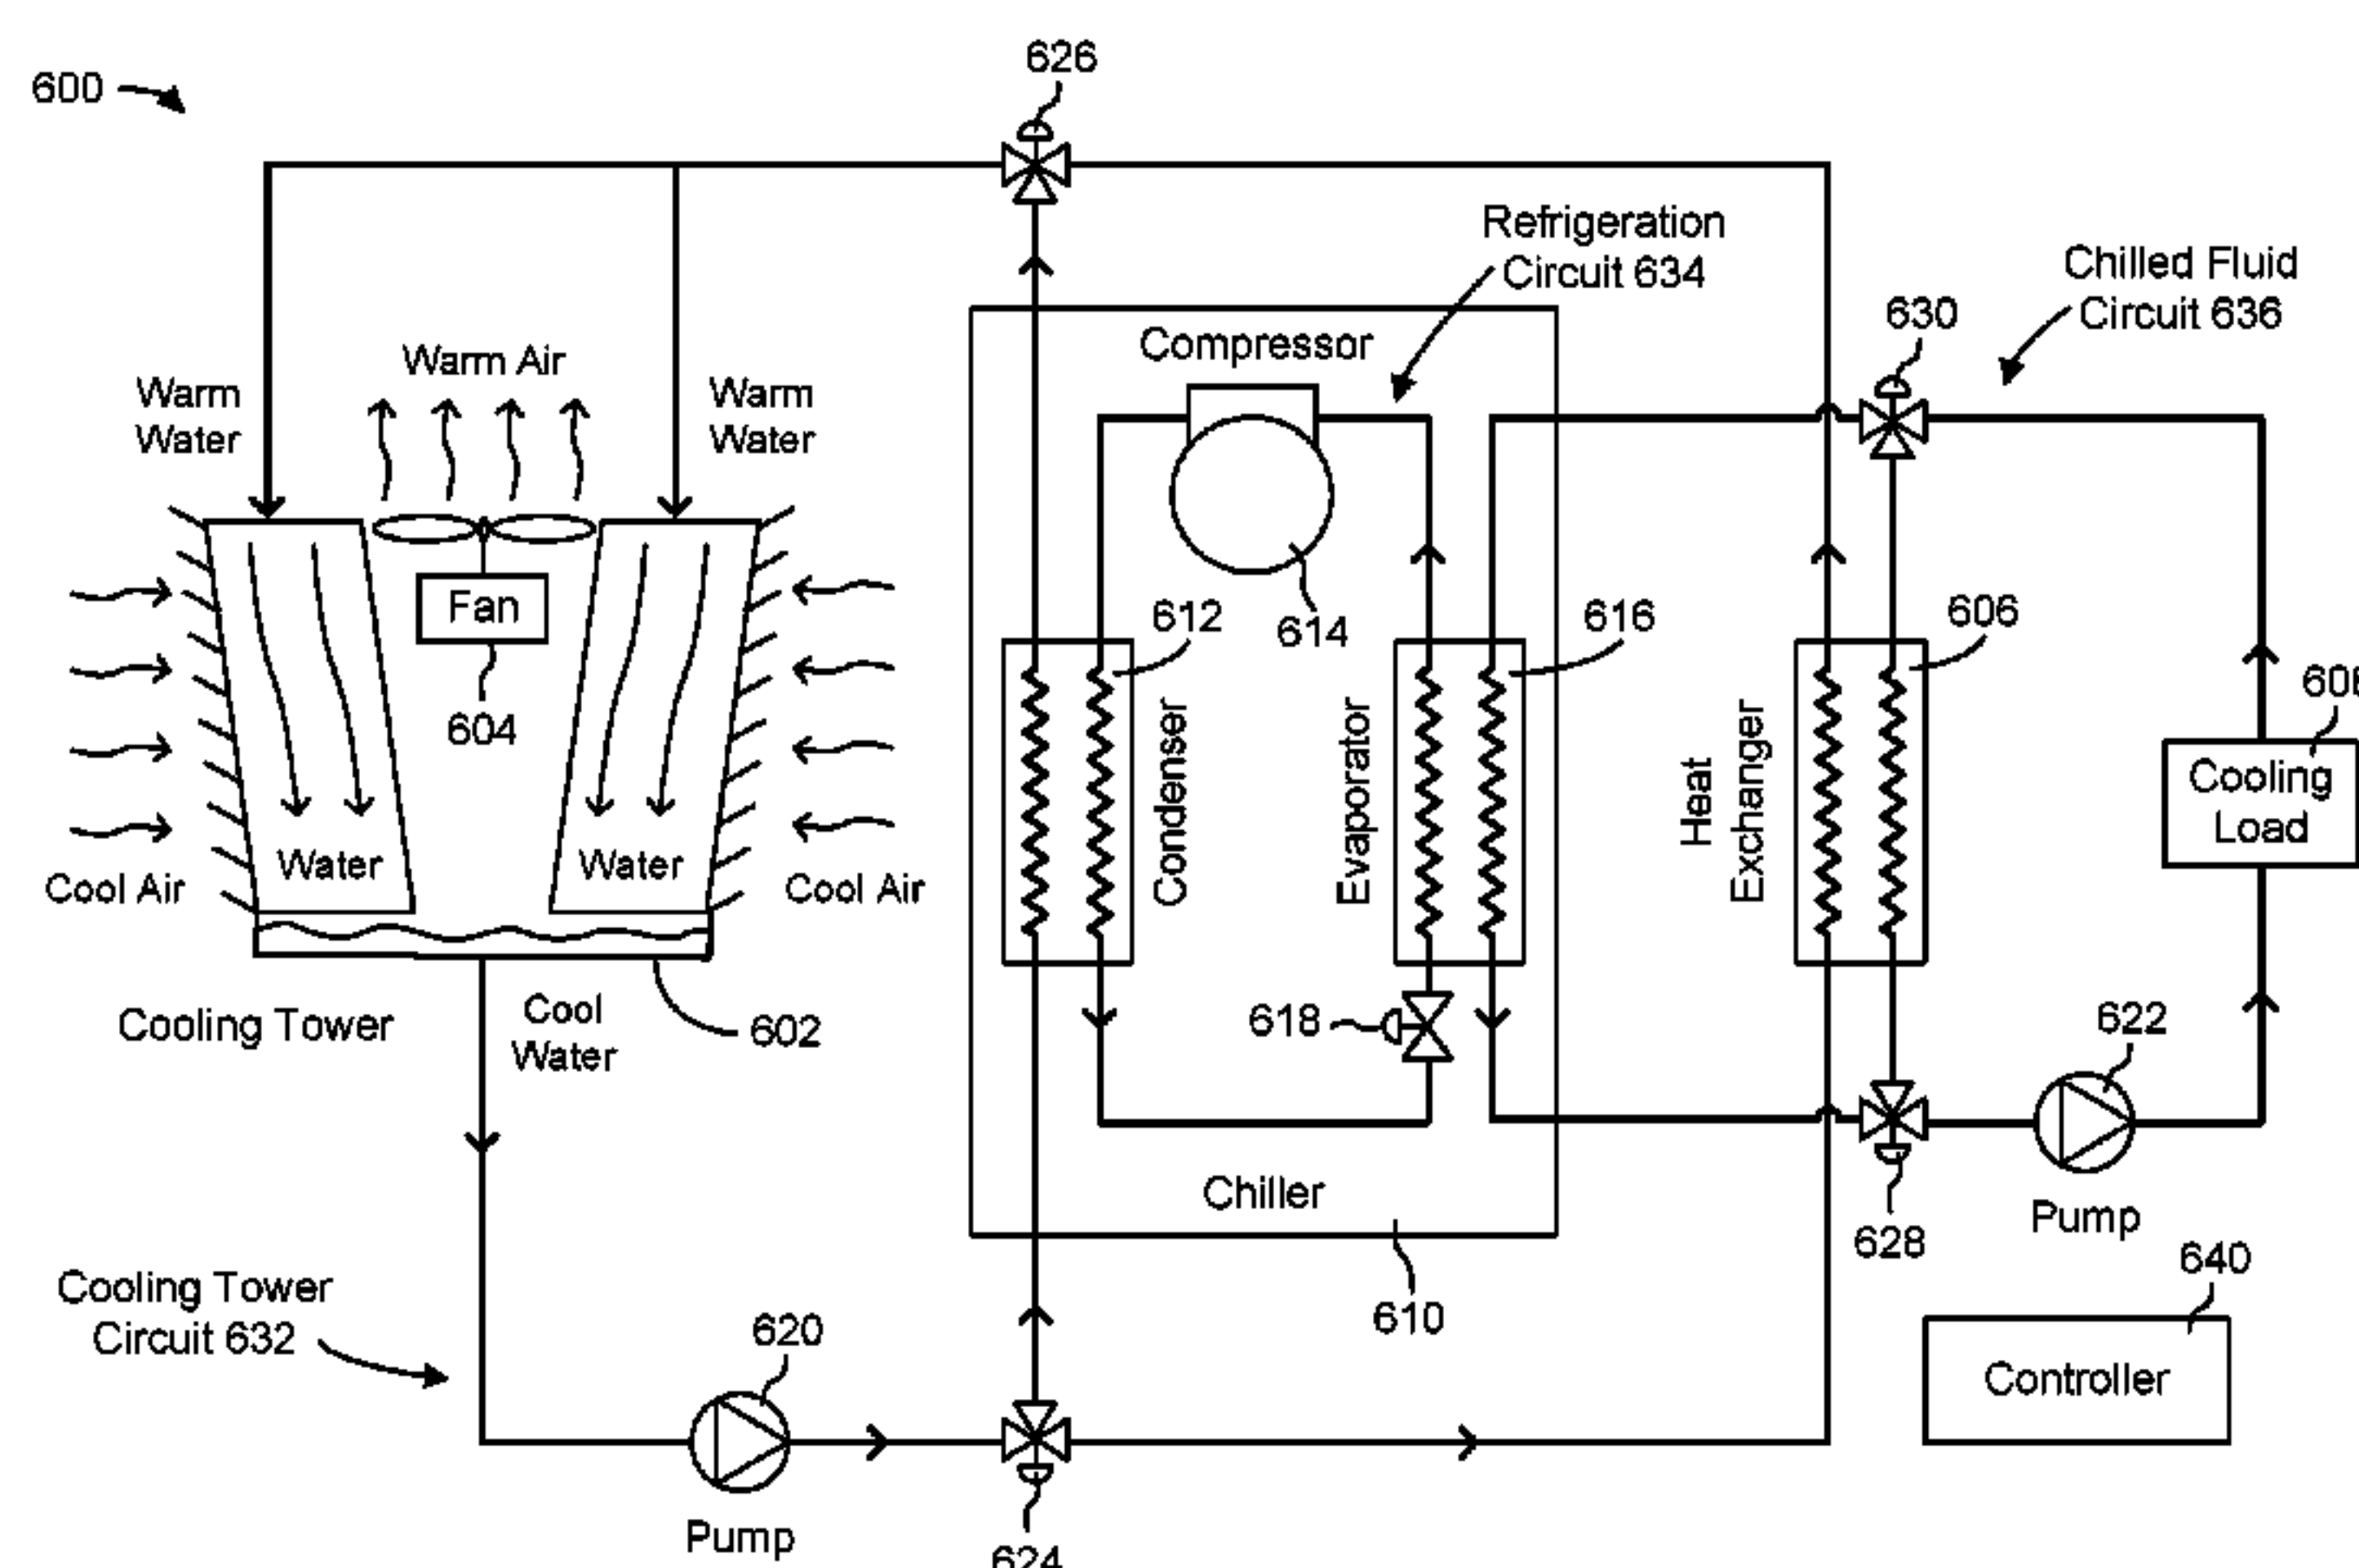 600
626
Refrigeration
Circuit 634
Chilled Fluid
Circuit 636
630
Compressor
Warm Air
Warm
Water
Warm
Water
Fan
604
612
614
616
606
Condenser
Evaporator
Heat
Exchanger
Cooling
Load
Water
Water
Cool Air
Cool Air
Cooling Tower
Cool
Water
602
618
622
Chiller
Pump
628
610
640
Controller
Cooling Tower
Circuit 632
620
Pump
624